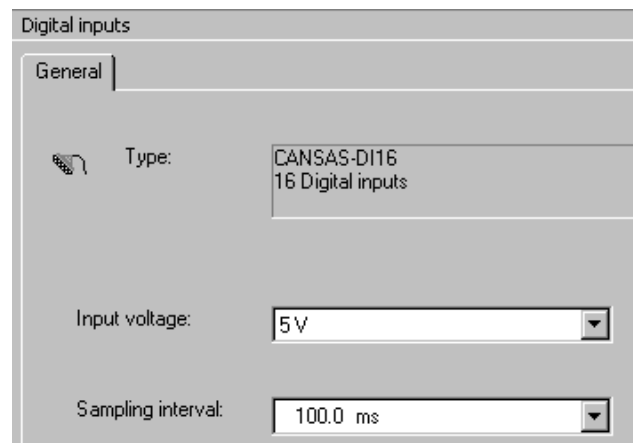 Digital inputs
General
Type:
CANSAS-DI16
16 Digital inputs
Input voltage:
5 V
Sampling interval:
100.0 ms